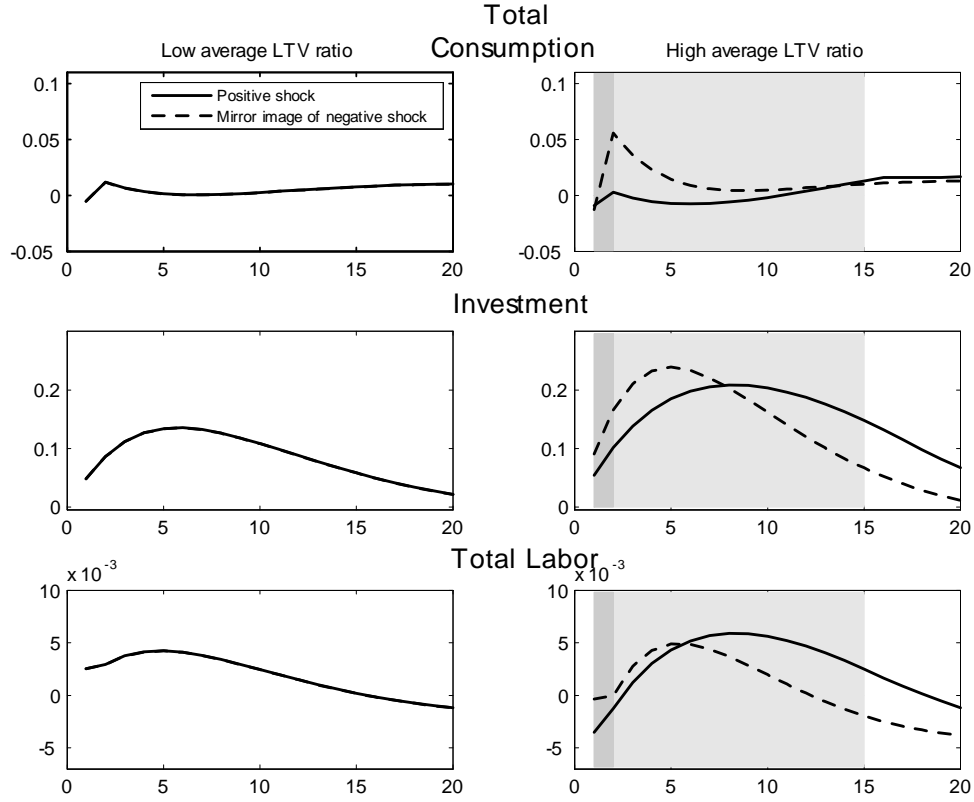 Total
Consumption
Low average LTV ratio
High average LTV ratio
0.1
0.05
0
-0.05
Positive shock
Mirror image of negative shock
0 5 10 15 20
0.1
0.05
0
-0.05
0 5 10 15 20
Investment
0.2
0.1
0
0 5 10 15 20
0.2
0.1
0
0 5 10 15 20
Total Labor
x 10^-3
10
5
0
-5
0 5 10 15 20
x 10^-3
10
5
0
-5
0 5 10 15 20